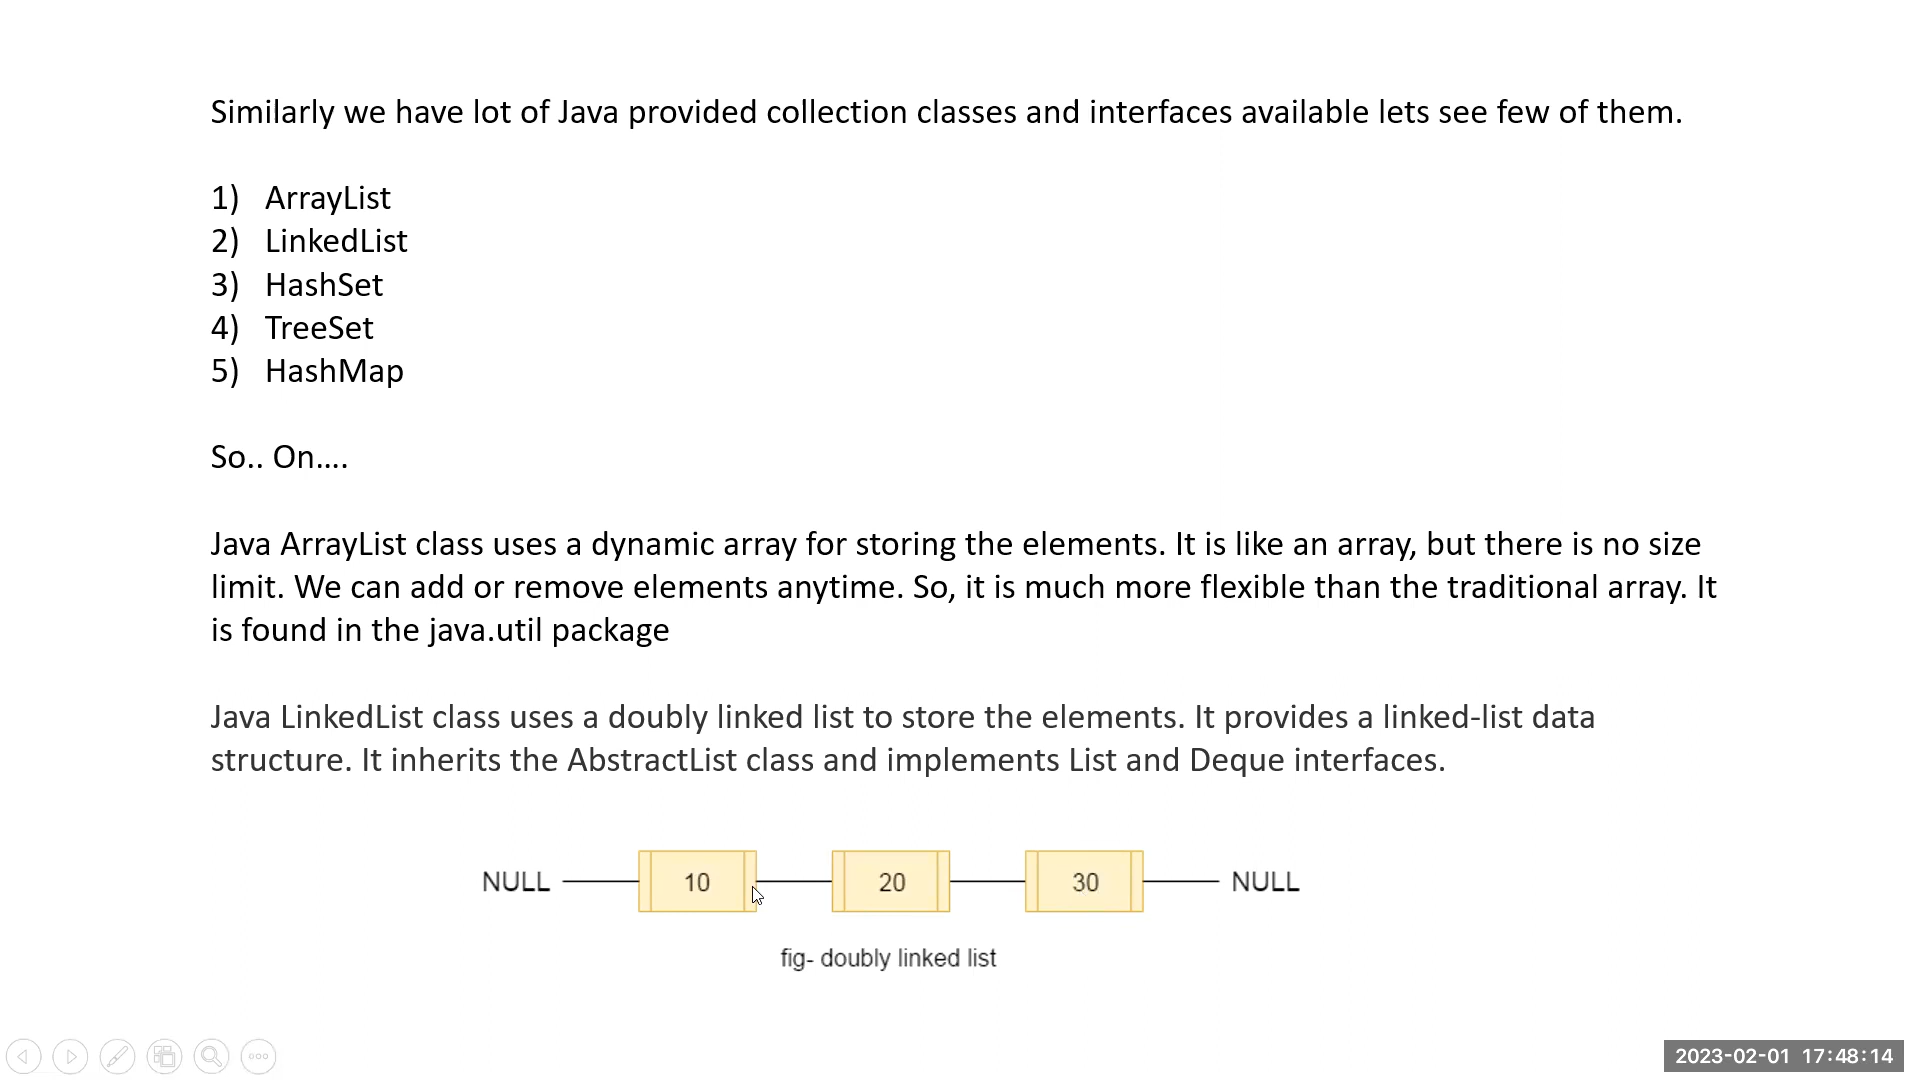 Similarly we have lot of Java provided collection classes and interfaces available lets see few of them.
1) ArrayList
2) LinkedList
3) HashSet
4) TreeSet
5) HashMap
So.. On....
Java ArrayList class uses a dynamic array for storing the elements. It is like an array, but there is no size
limit. We can add or remove elements anytime. So, it is much more flexible than the traditional array. It
is found in the java.util package
Java LinkedList class uses a doubly linked list to store the elements. It provides a linked-list data
structure. It inherits the AbstractList class and implements List and Deque interfaces.
NULL 10 20 30 NULL
fig- doubly linked list
2023-02-01 17:48:14